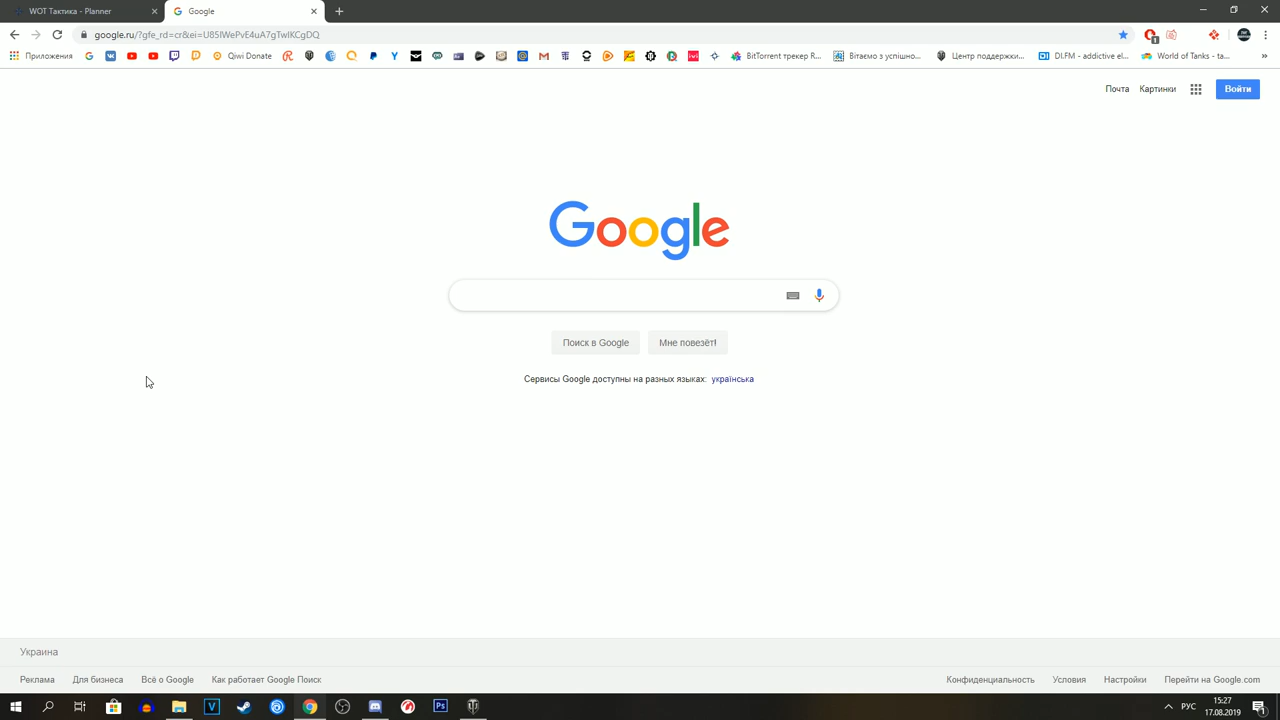 WOT Тактика - Planner
Google
google.ru/?gfe_rd=cr&ei=U85IWePvE4uA7gTwIKCgDQ
Приложения
Qiwi Donate
BitTorrent трекер R...
Вітаємо з успішно...
Центр поддержки...
DI.FM - addictive el...
World of Tanks - ta...
Почта
Картинки
Войти
Google
Поиск в Google
Мне повезёт!
Сервисы Google доступны на разных языках: українська
Украина
Реклама
Для бизнеса
Всё о Google
Как работает Google Поиск
Конфиденциальность
Условия
Настройки
Перейти на Google.com
РУС
15:27
17.08.2019